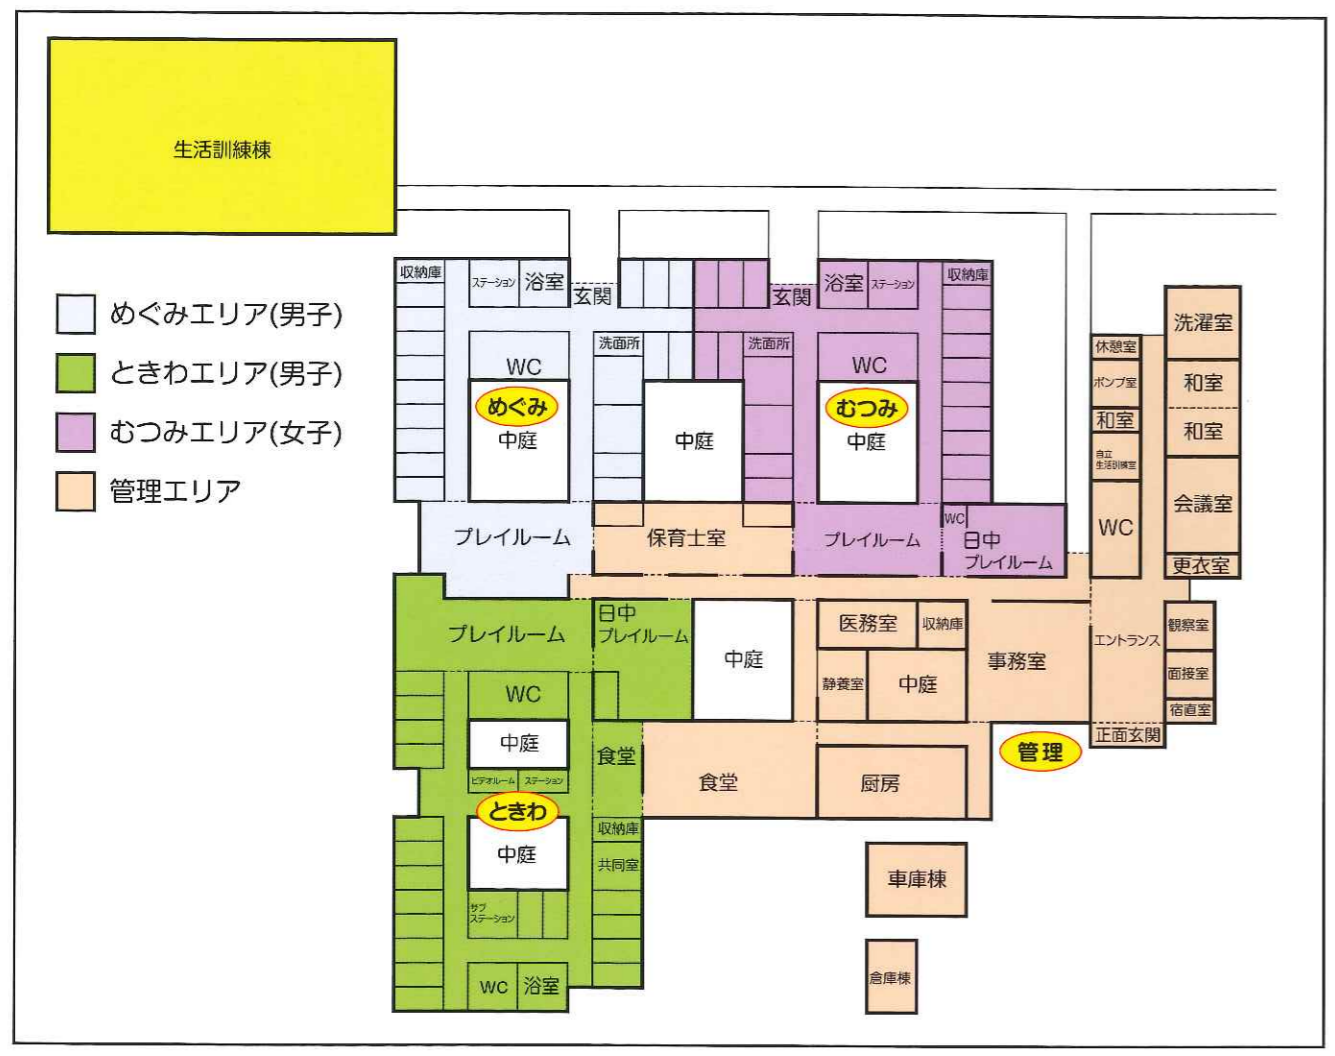 生活訓練棟
めぐみエリア(男子)
ときわエリア(男子)
むつみエリア(女子)
管理エリア
収納庫
ステーション
浴室
玄関
玄関
浴室
ステーション
収納庫
洗面所
洗面所
WC
WC
めぐみ
中庭
中庭
むつみ
中庭
プレイルーム
保育士室
プレイルーム
WC
日中
プレイルーム
休憩室
ポンプ室
和室
自立
生活訓練室
WC
洗濯室
和室
和室
会議室
更衣室
プレイルーム
日中
プレイルーム
中庭
医務室
収納庫
静養室
中庭
事務室
エントランス
観察室
面接室
宿直室
正面玄関
管理
WC
中庭
ビデオルーム
ステーション
食堂
食堂
厨房
ときわ
中庭
収納庫
共同室
サブ
ステーション
WC
浴室
車庫棟
倉庫棟